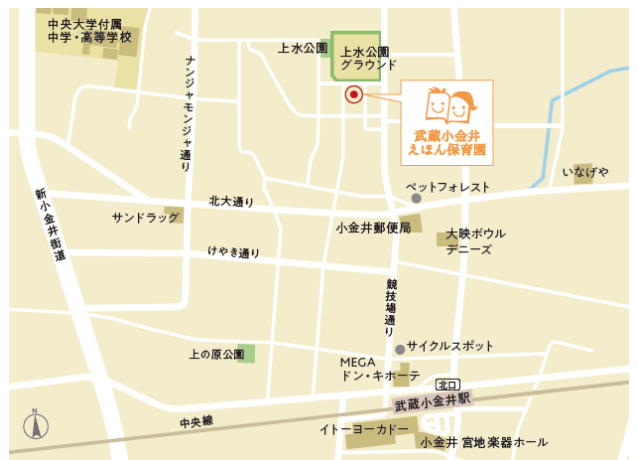 中央大学付属
中学・高等学校
上水公園
上水公園
グラウンド
ナンジャモンジャ通り
武蔵小金井
えほん保育園
いなげや
ペットフォレスト
新小金井街道
北大通り
サンドラッグ
小金井郵便局
大映ボウル
デニーズ
けやき通り
競技場通り
サイクルスポット
上の原公園
MEGA
ドン・キホーテ
北口
武蔵小金井駅
中央線
イトーヨーカドー
小金井 宮地楽器ホール
N